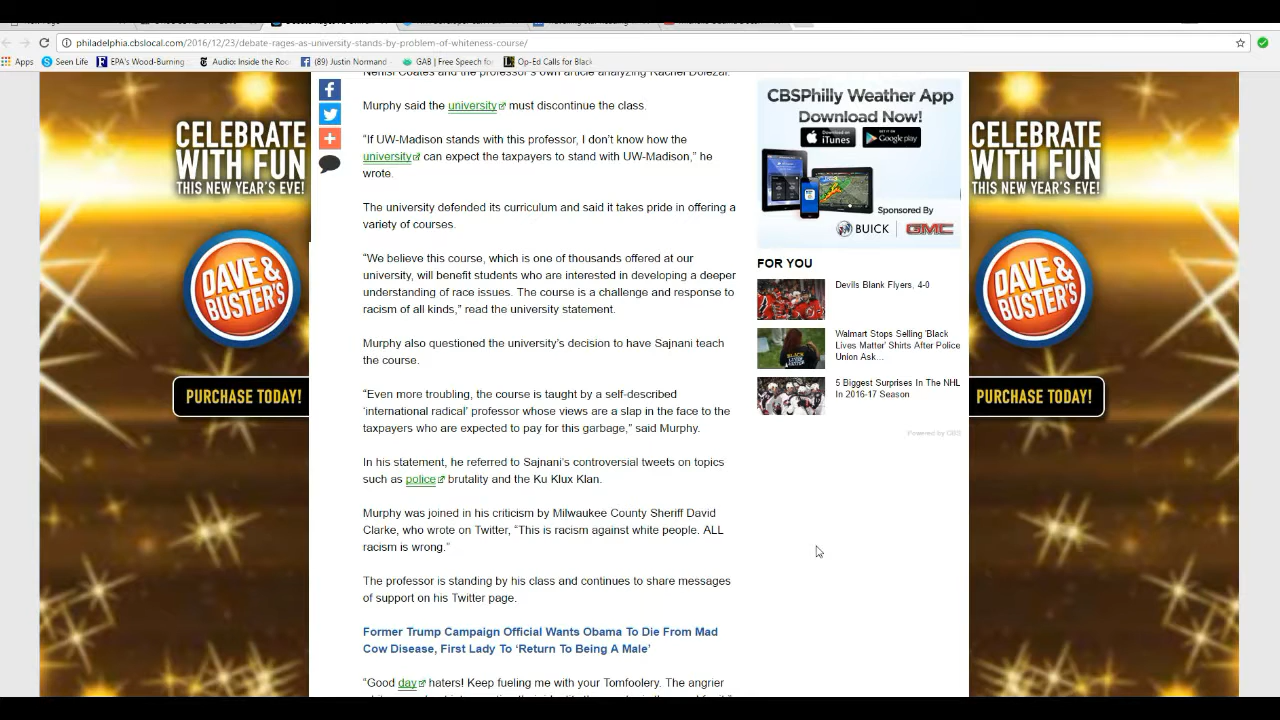 philadelphia.cbslocal.com/2016/12/23/debate-rages-as-university-stands-by-problem-of-whiteness-course/
Apps
Seen Life
EPA's Wood-Burning
Audio: Inside the Roo
(89) Justin Normand
GAB | Free Speech fo
Op-Ed Calls for Black
Murphy said the university must discontinue the class.
“If UW-Madison stands with this professor, I don’t know how the
university can expect the taxpayers to stand with UW-Madison,” he
wrote.
The university defended its curriculum and said it takes pride in offering a
variety of courses.
“We believe this course, which is one of thousands offered at our
university, will benefit students who are interested in developing a deeper
understanding of race issues. The course is a challenge and response to
racism of all kinds,” read the university statement.
Murphy also questioned the university’s decision to have Sajnani teach
the course.
“Even more troubling, the course is taught by a self-described
‘international radical’ professor whose views are a slap in the face to the
taxpayers who are expected to pay for this garbage,” said Murphy.
In his statement, he referred to Sajnani’s controversial tweets on topics
such as police brutality and the Ku Klux Klan.
Murphy was joined in his criticism by Milwaukee County Sheriff David
Clarke, who wrote on Twitter, “This is racism against white people. ALL
racism is wrong.”
The professor is standing by his class and continues to share messages
of support on his Twitter page.
Former Trump Campaign Official Wants Obama To Die From Mad
Cow Disease, First Lady To ‘Return To Being A Male’
“Good day haters! Keep fueling me with your Tomfoolery. The angrier
CBSPhilly Weather App
Download Now!
iTunes
Google play
Sponsored By
BUICK
GMC
FOR YOU
Devils Blank Flyers, 4-0
Walmart Stops Selling 'Black
Lives Matter' Shirts After Police
Union Ask...
5 Biggest Surprises In The NHL
In 2016-17 Season
Powered by CBS
CELEBRATE
WITH FUN
THIS NEW YEAR'S EVE!
DAVE &
BUSTER'S
PURCHASE TODAY!
CELEBRATE
WITH FUN
THIS NEW YEAR'S EVE!
DAVE &
BUSTER'S
PURCHASE TODAY!